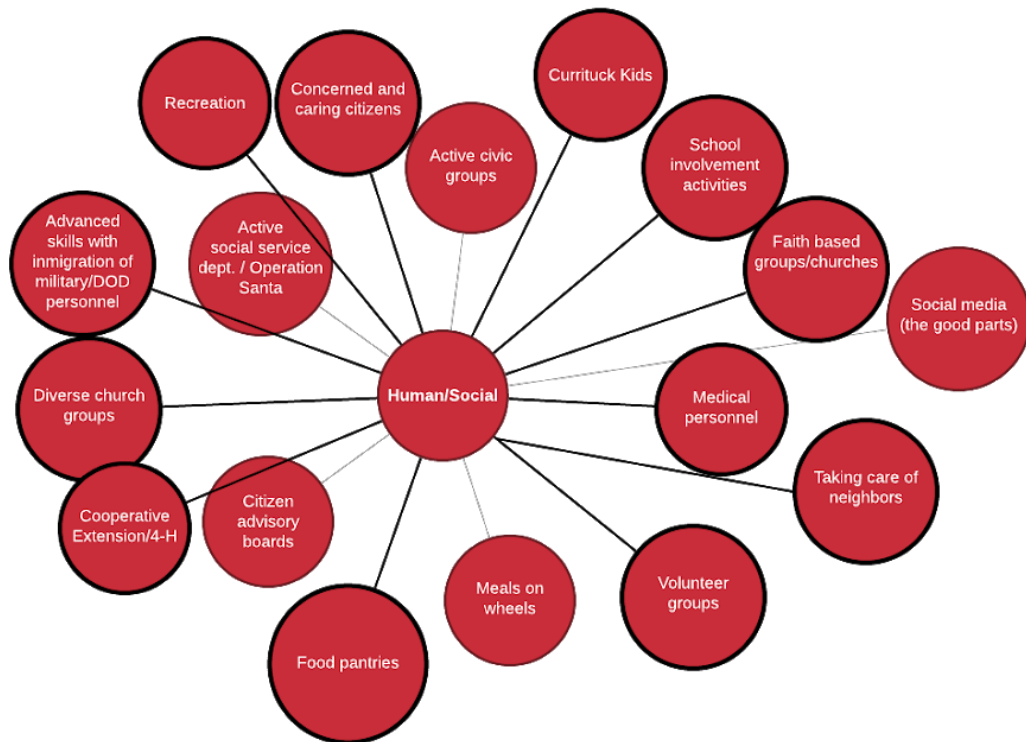 Currituck Kids
Recreation
Concerned and
caring citizens
Active civic
groups
School
involvement
activities
Advanced
skills with
inmigration of
military/DOD
personnel
Active
social service
dept. / Operation
Santa
Faith based
groups/churches
Social media
(the good parts)
Diverse church
groups
Human/Social
Medical
personnel
Taking care of
neighbors
Cooperative
Extension/4-H
Citizen
advisory
boards
Meals on
wheels
Volunteer
groups
Food pantries